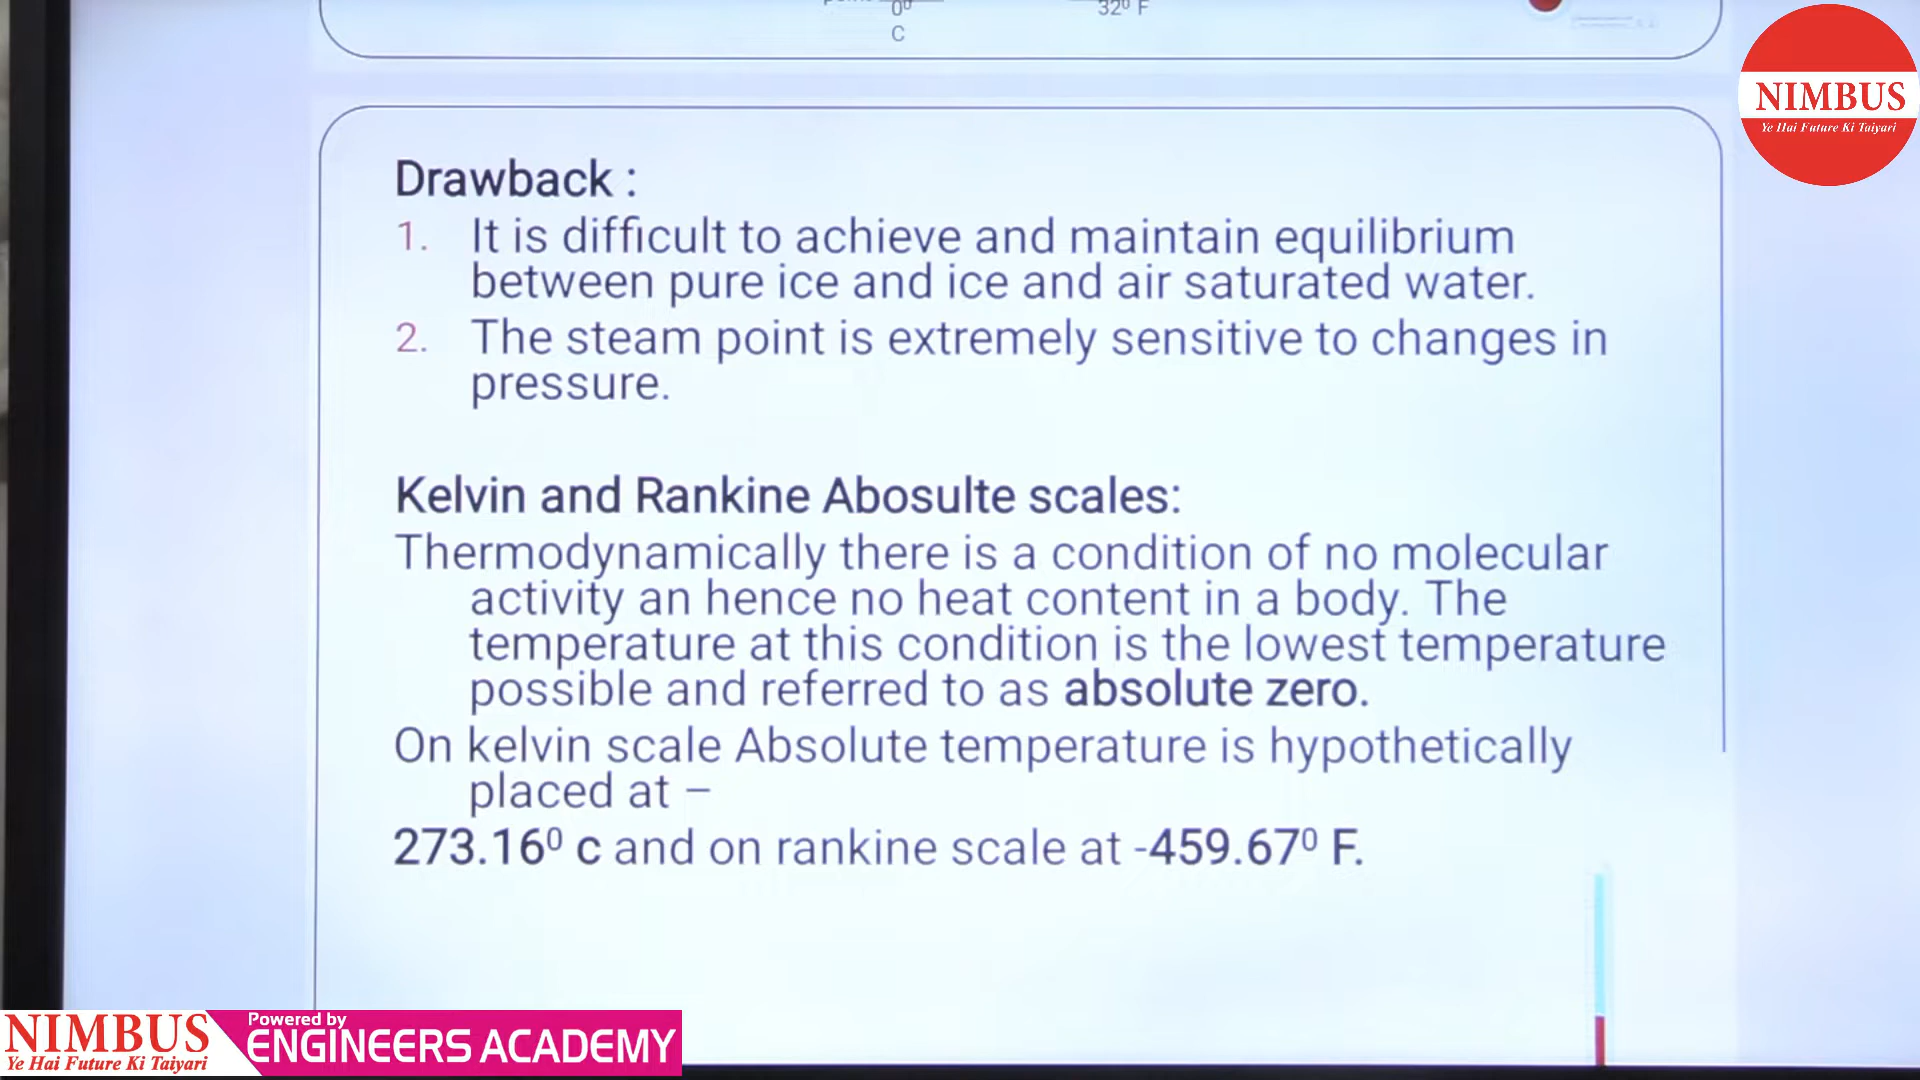 0⁰
32⁰ F
C
NIMBUS
Ye Hai Future Ki Taiyari
Drawback :
1. It is difficult to achieve and maintain equilibrium
between pure ice and ice and air saturated water.
2. The steam point is extremely sensitive to changes in
pressure.
Kelvin and Rankine Abosulte scales:
Thermodynamically there is a condition of no molecular
activity an hence no heat content in a body. The
temperature at this condition is the lowest temperature
possible and referred to as absolute zero.
On kelvin scale Absolute temperature is hypothetically
placed at –
273.16⁰ c and on rankine scale at -459.67⁰ F.
NIMBUS
Ye Hai Future Ki Taiyari
Powered by
ENGINEERS ACADEMY